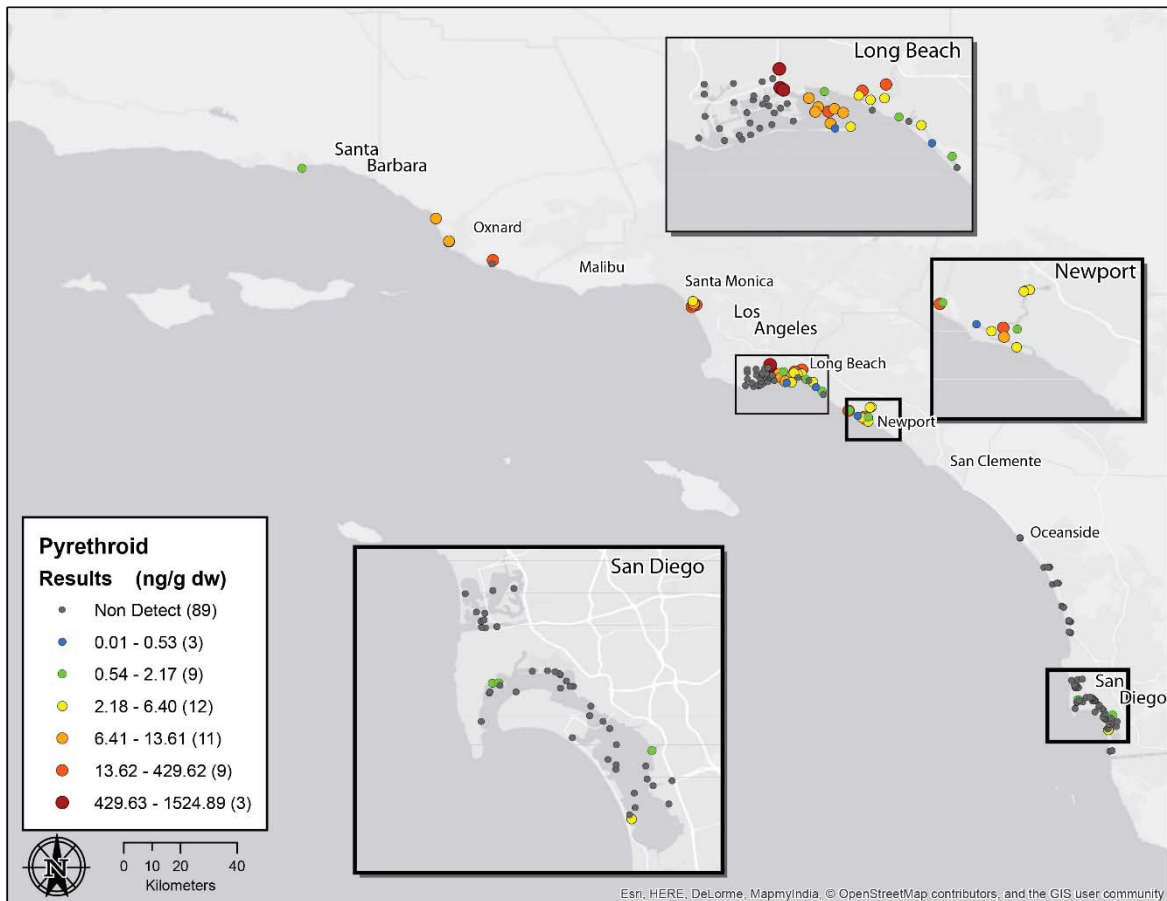 Long Beach
Santa
Barbara
Oxnard
Malibu
Santa Monica
Los
Angeles
Long Beach
Newport
Newport
San Clemente
Oceanside
San Diego
San
Diego
Pyrethroid
Results (ng/g dw)
Non Detect (89)
0.01 - 0.53 (3)
0.54 - 2.17 (9)
2.18 - 6.40 (12)
6.41 - 13.61 (11)
13.62 - 429.62 (9)
429.63 - 1524.89 (3)
N
0 10 20 40
Kilometers
Esri, HERE, DeLorme, MapmyIndia, © OpenStreetMap contributors, and the GIS user community